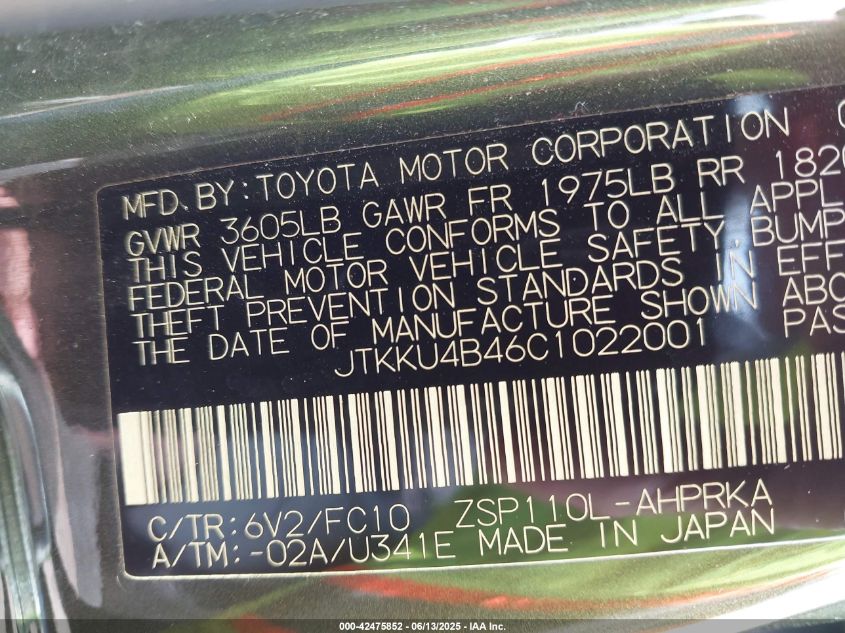 MFD. BY: TOYOTA MOTOR CORPORATION
GVWR 3605LB GAWR FR 1975LB RR 182
THIS VEHICLE CONFORMS TO ALL APPL
FEDERAL MOTOR VEHICLE SAFETY, BUMP
THEFT PREVENTION STANDARDS IN EFF
THE DATE OF MANUFACTURE SHOWN ABO
JTKKU4B46C1022001 PAS
C/TR: 6V2/FC10 ZSP110L-AHPRKA
A/TM: -02A/U341E MADE IN JAPAN
000-42475852 - 06/13/2025 - IAA Inc.